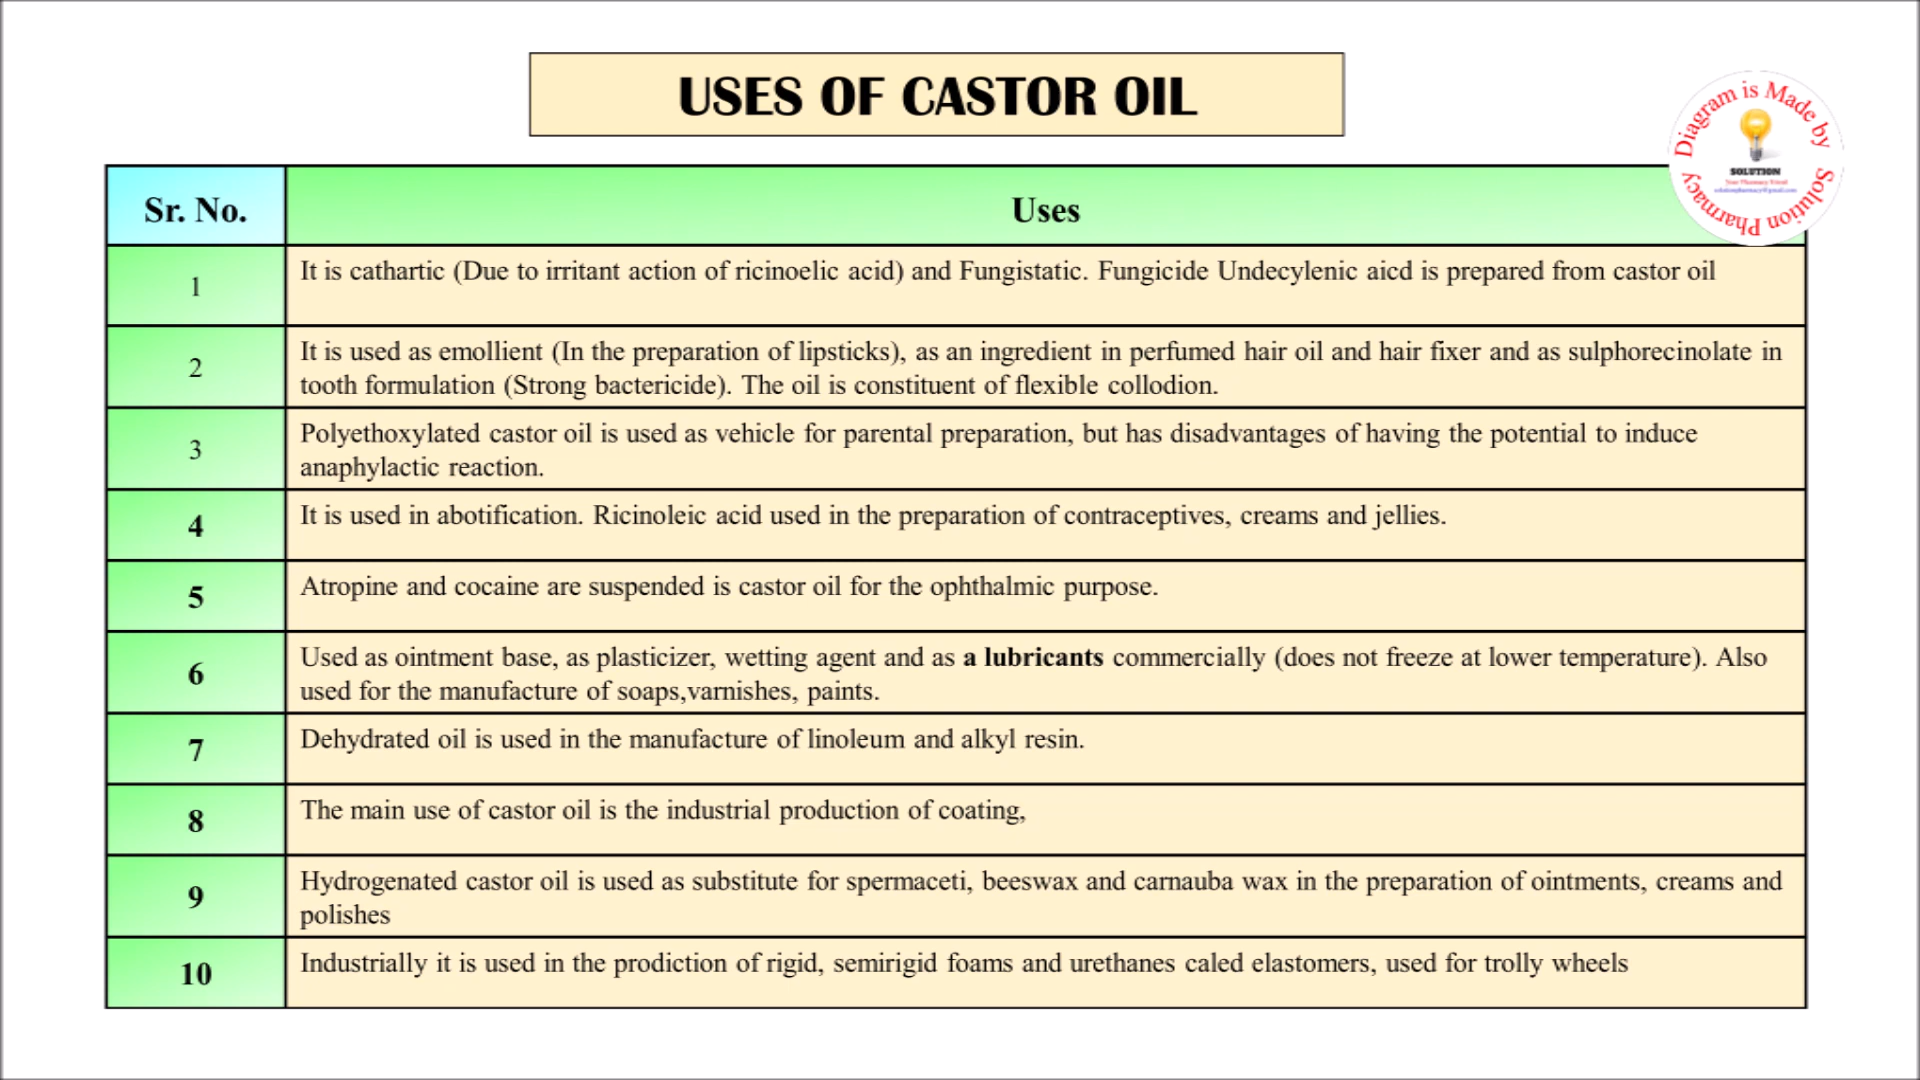 USES OF CASTOR OIL
Diagram is Made by Solution Pharmacy
SOLUTION
Your Pharmacy Friend
solutionpharmacy@gmail.com
Sr. No.
Uses
1
It is cathartic (Due to irritant action of ricinoelic acid) and Fungistatic. Fungicide Undecylenic aicd is prepared from castor oil
2
It is used as emollient (In the preparation of lipsticks), as an ingredient in perfumed hair oil and hair fixer and as sulphorecinolate in
tooth formulation (Strong bactericide). The oil is constituent of flexible collodion.
3
Polyethoxylated castor oil is used as vehicle for parental preparation, but has disadvantages of having the potential to induce
anaphylactic reaction.
4
It is used in abotification. Ricinoleic acid used in the preparation of contraceptives, creams and jellies.
5
Atropine and cocaine are suspended is castor oil for the ophthalmic purpose.
6
Used as ointment base, as plasticizer, wetting agent and as a lubricants commercially (does not freeze at lower temperature). Also
used for the manufacture of soaps,varnishes, paints.
7
Dehydrated oil is used in the manufacture of linoleum and alkyl resin.
8
The main use of castor oil is the industrial production of coating,
9
Hydrogenated castor oil is used as substitute for spermaceti, beeswax and carnauba wax in the preparation of ointments, creams and
polishes
10
Industrially it is used in the prodiction of rigid, semirigid foams and urethanes caled elastomers, used for trolly wheels